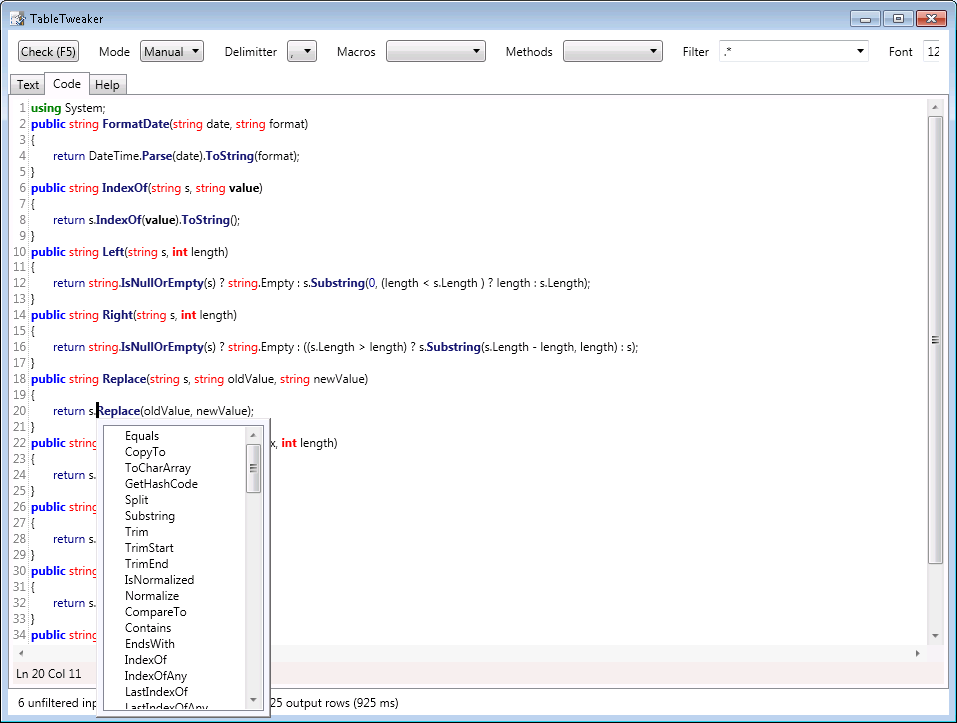 TableTweaker
Check (F5) Mode Manual Delimitter , Macros Methods Filter .* Font 12
Text Code Help
1 using System;
2 public string FormatDate(string date, string format)
3 {
4 return DateTime.Parse(date).ToString(format);
5 }
6 public string IndexOf(string s, string value)
7 {
8 return s.IndexOf(value).ToString();
9 }
10 public string Left(string s, int length)
11 {
12 return string.IsNullOrEmpty(s) ? string.Empty : s.Substring(0, (length < s.Length ) ? length : s.Length);
13 }
14 public string Right(string s, int length)
15 {
16 return string.IsNullOrEmpty(s) ? string.Empty : ((s.Length > length) ? s.Substring(s.Length - length, length) : s);
17 }
18 public string Replace(string s, string oldValue, string newValue)
19 {
20 return s.Replace(oldValue, newValue);
21 }
22 public string x, int length)
23 {
24 return s.
25 }
26 public string
27 {
28 return s.
29 }
30 public string
31 {
32 return s.
33 }
34 public string
Equals
CopyTo
ToCharArray
GetHashCode
Split
Substring
Trim
TrimStart
TrimEnd
IsNormalized
Normalize
CompareTo
Contains
EndsWith
IndexOf
IndexOfAny
LastIndexOf
LastIndexOfAny
Ln 20 Col 11
6 unfiltered inp 25 output rows (925 ms)